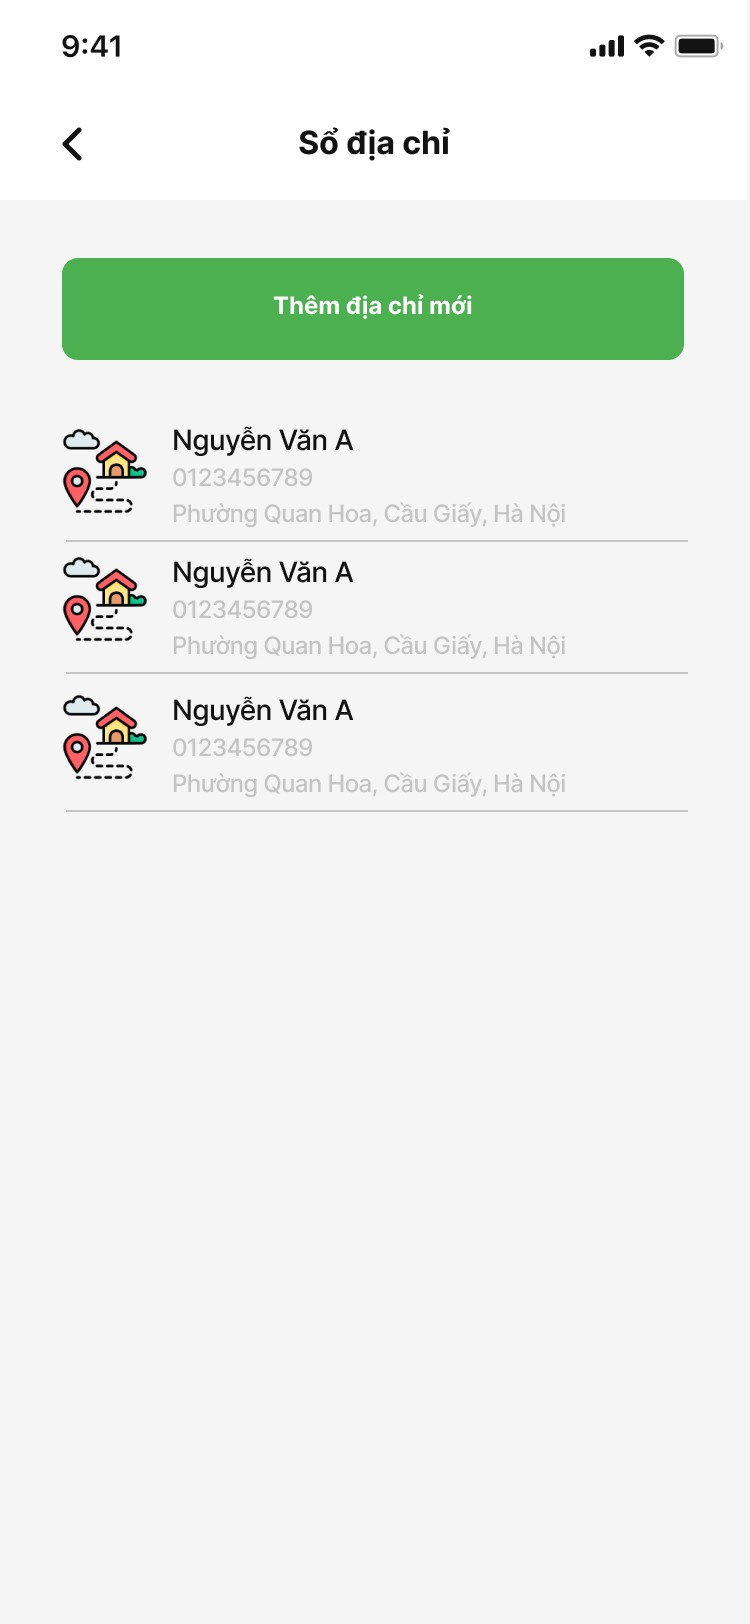 9:41
Sổ địa chỉ
Thêm địa chỉ mới
Nguyễn Văn A
0123456789
Phường Quan Hoa, Cầu Giấy, Hà Nội
Nguyễn Văn A
0123456789
Phường Quan Hoa, Cầu Giấy, Hà Nội
Nguyễn Văn A
0123456789
Phường Quan Hoa, Cầu Giấy, Hà Nội